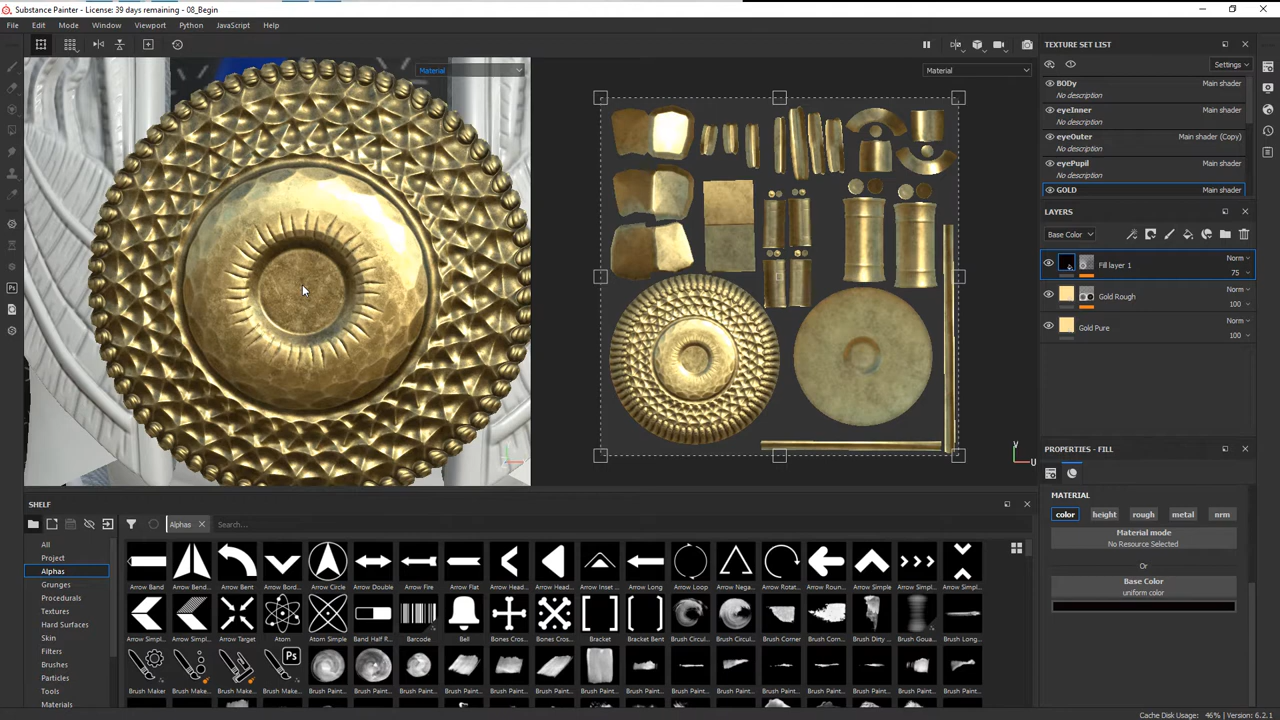 Substance Painter - License: 39 days remaining - 08_Begin
File Edit Mode Window Viewport Python JavaScript Help
Material
Material
TEXTURE SET LIST
Settings
BODy Main shader
No description
eyeInner Main shader
No description
eyeOuter Main shader (Copy)
No description
eyePupil Main shader
No description
GOLD Main shader
LAYERS
Base Color
Fill layer 1 Norm 75
Gold Rough Norm 100
Gold Pure Norm 100
V
U
PROPERTIES - FILL
MATERIAL
color height rough metal nrm
Material mode
No Resource Selected
Or
Base Color
uniform color
SHELF
Alphas Search...
All
Project
Alphas
Grunges
Procedurals
Textures
Hard Surfaces
Skin
Filters
Brushes
Particles
Tools
Materials
Arrow Band Arrow Bend... Arrow Bent Arrow Bord... Arrow Circle Arrow Double Arrow Fire Arrow Flat Arrow Head... Arrow Head... Arrow Inset ... Arrow Long Arrow Loop Arrow Nega... Arrow Rotat... Arrow Roun... Arrow Simple Arrow Simpl... Arrow Simpl...
Arrow Simpl... Arrow Simpl... Arrow Target Atom Atom Simple Band Half R... Barcode Bell Bones Cros... Bones Cros... Bracket Bracket Bent Brush Circul... Brush Circul... Brush Corner Brush Corn... Brush Dirty ... Brush Goua... Brush Long...
Ps
Brush Maker Brush Make... Brush Make... Brush Make... Brush Paint... Brush Paint... Brush Paint... Brush Paint... Brush Paint... Brush Paint... Brush Paint... Brush Paint... Brush Paint... Brush Paint... Brush Paint... Brush Paint... Brush Paint... Brush Paint... Brush Paint...
Cache Disk Usage: 46% | Version: 6.2.1